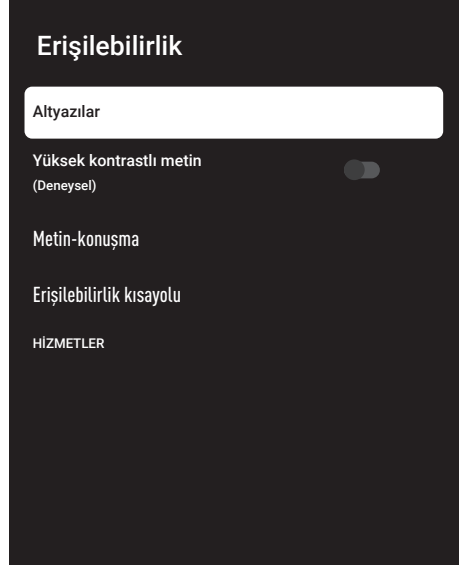 Erişilebilirlik
Altyazılar
Yüksek kontrastlı metin
(Deneysel)
Metin-konuşma
Erişilebilirlik kısayolu
HİZMETLER